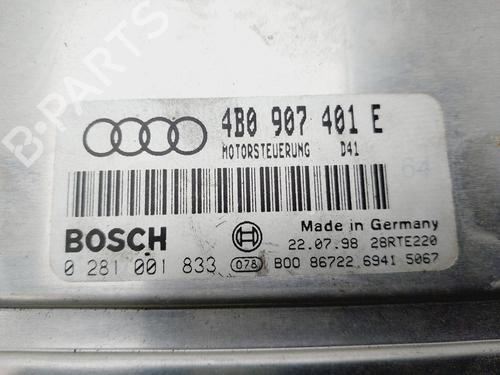 B-PARTS
4B0 907 401 E
MOTORSTEUERUNG D41
64
BOSCH
Made in Germany
22.07.98 28RTE220
0 281 001 833 078 B00 86722 6941 5067